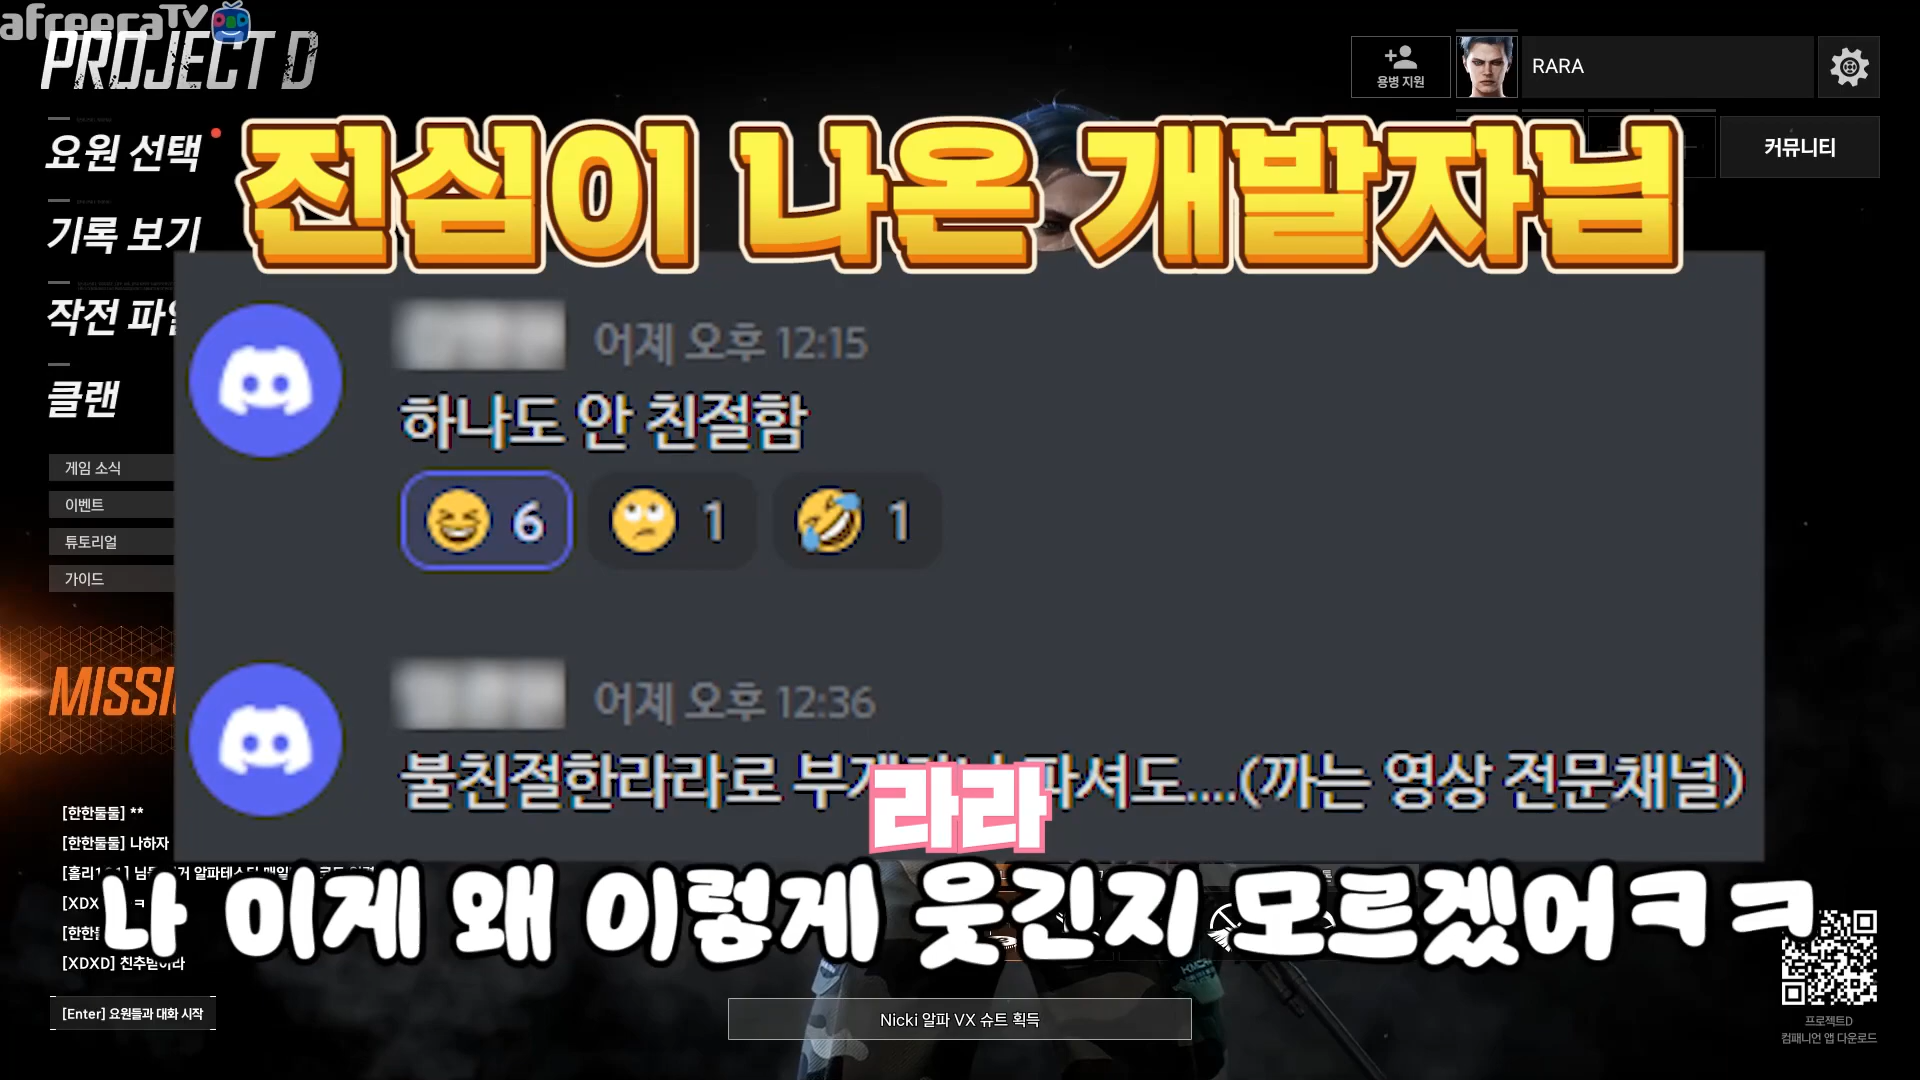 afreecaTV
PROJECT D
용병 지원
RARA
커뮤니티
요원 선택
기록 보기
작전 파일
클랜
게임 소식
이벤트
튜토리얼
가이드
진심이 나온 개발자님
어제 오후 12:15
하나도 안 친절함
6 1 1
어제 오후 12:36
불친절한라라로 파셔도....(까는 영상 전문채널)
라라
나 이게 왜 이렇게 웃긴지 모르겠어ㅋㅋ
[한한둘둘] **
[한한둘둘] 나하자
[XDXD] 친추받아라
[Enter] 요원들과 대화 시작
Nicki 알파 VX 슈트 획득
프로젝트D
컴패니언 앱 다운로드